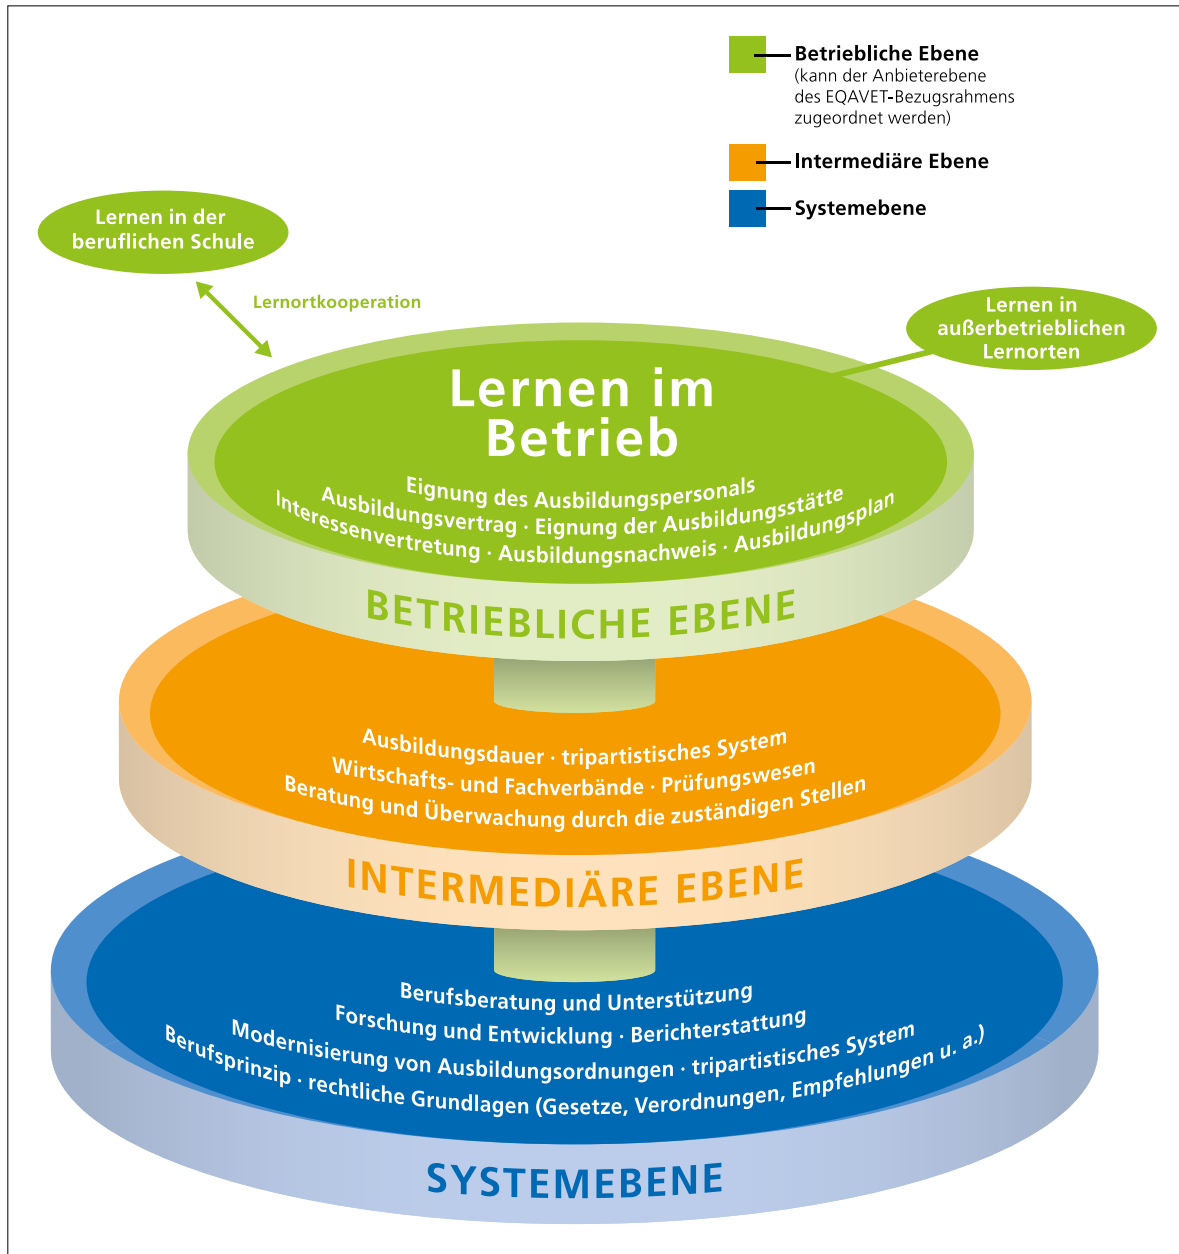 Betriebliche Ebene
(kann der Anbieterebene
des EQAVET-Bezugsrahmens
zugeordnet werden)
Intermediäre Ebene
Systemebene
Lernen in der
beruflichen Schule
Lernortkooperation
Lernen in
außerbetrieblichen
Lernorten
Lernen im
Betrieb
Eignung des Ausbildungspersonals
Ausbildungsvertrag · Eignung der Ausbildungsstätte
Interessenvertretung · Ausbildungsnachweis · Ausbildungsplan
BETRIEBLICHE EBENE
Ausbildungsdauer · tripartistisches System
Wirtschafts- und Fachverbände · Prüfungswesen
Beratung und Überwachung durch die zuständigen Stellen
INTERMEDIÄRE EBENE
Berufsberatung und Unterstützung
Forschung und Entwicklung · Berichterstattung
Modernisierung von Ausbildungsordnungen · tripartistisches System
Berufsprinzip · rechtliche Grundlagen (Gesetze, Verordnungen, Empfehlungen u. a.)
SYSTEMEBENE